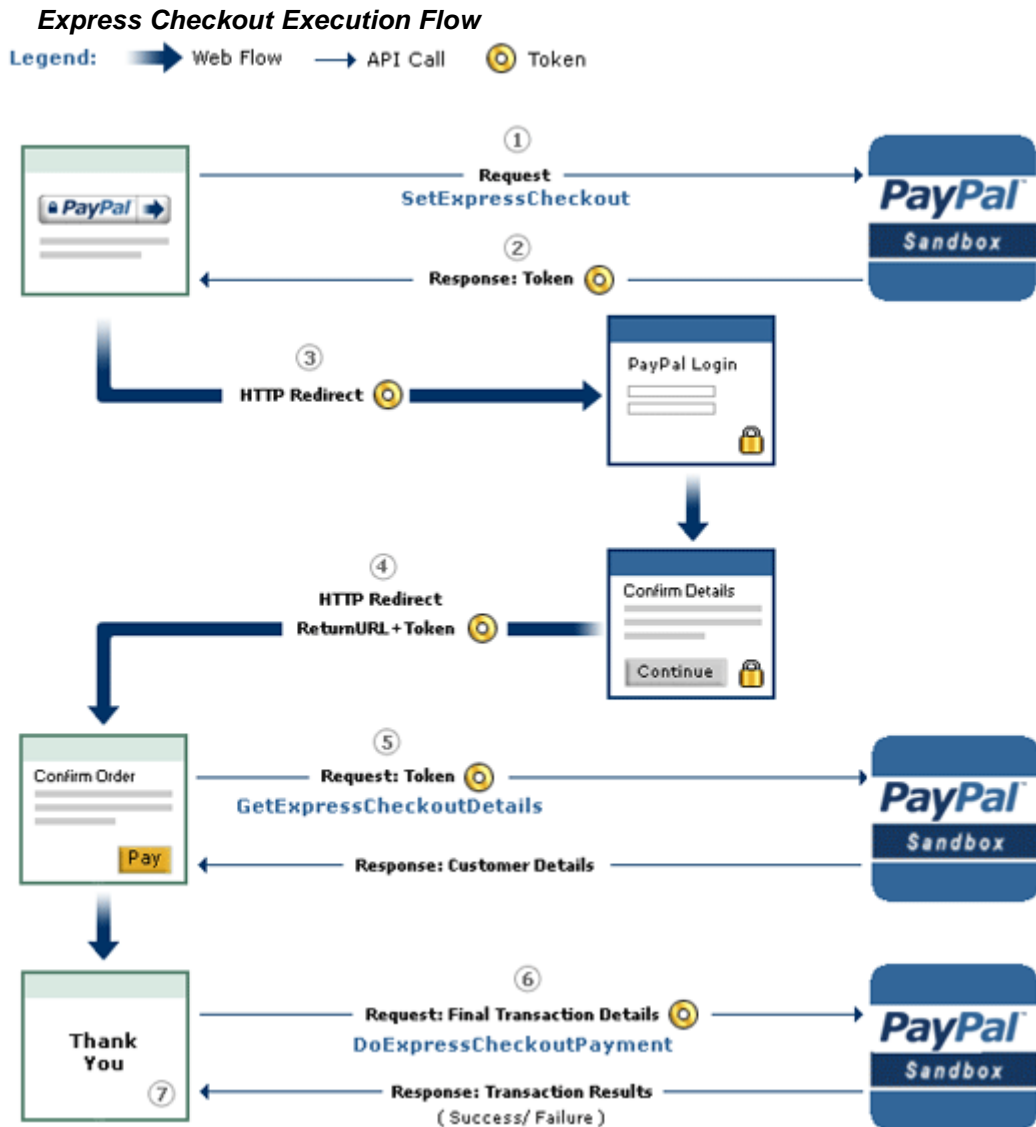 Express Checkout Execution Flow
Legend: Web Flow API Call Token
1
Request
SetExpressCheckout
PayPal
PayPal™
Sandbox
2
Response: Token
3
HTTP Redirect
PayPal Login
4
HTTP Redirect
ReturnURL+Token
Confirm Details
Continue
5
Confirm Order
Request: Token
GetExpressCheckoutDetails
PayPal™
Sandbox
Pay
Response: Customer Details
6
Request: Final Transaction Details
DoExpressCheckoutPayment
PayPal™
Sandbox
Thank
You
7
Response: Transaction Results
(Success/Failure)